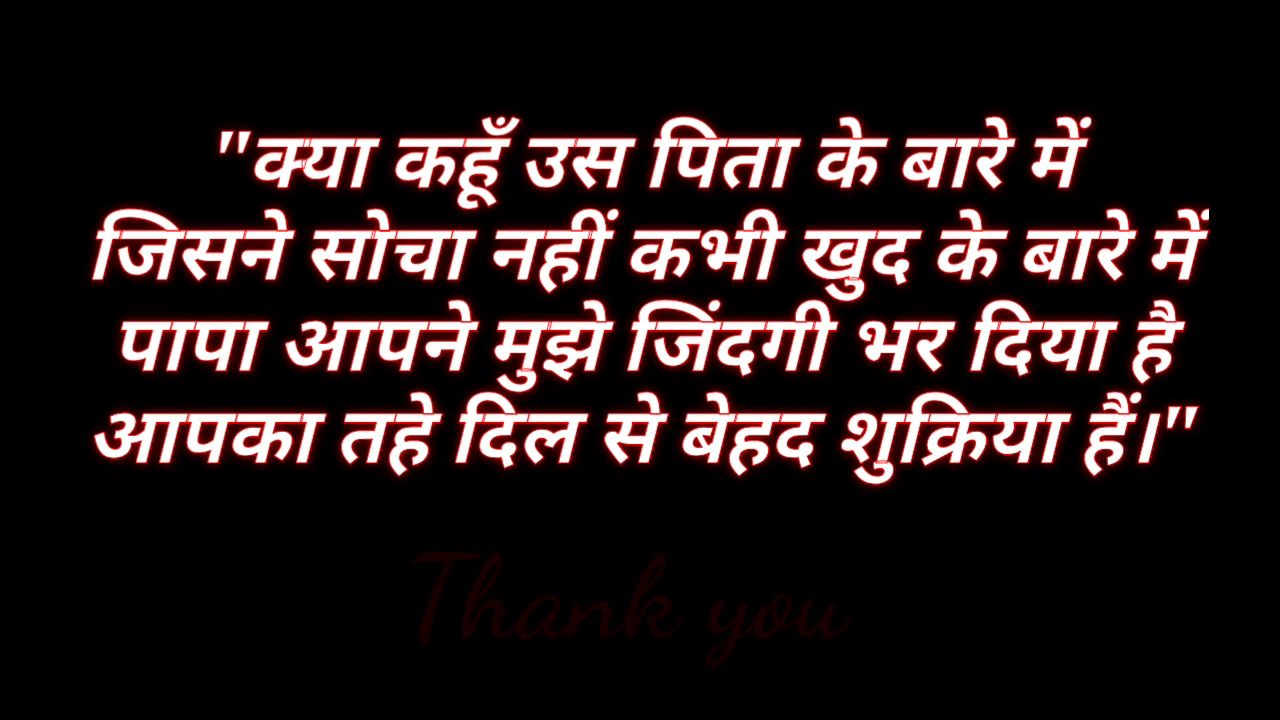 "क्या कहूँ उस पिता के बारे में
जिसने सोचा नहीं कभी खुद के बारे में
पापा आपने मुझे जिंदगी भर दिया है
आपका तहे दिल से बेहद शुक्रिया हैं।"
Thank you